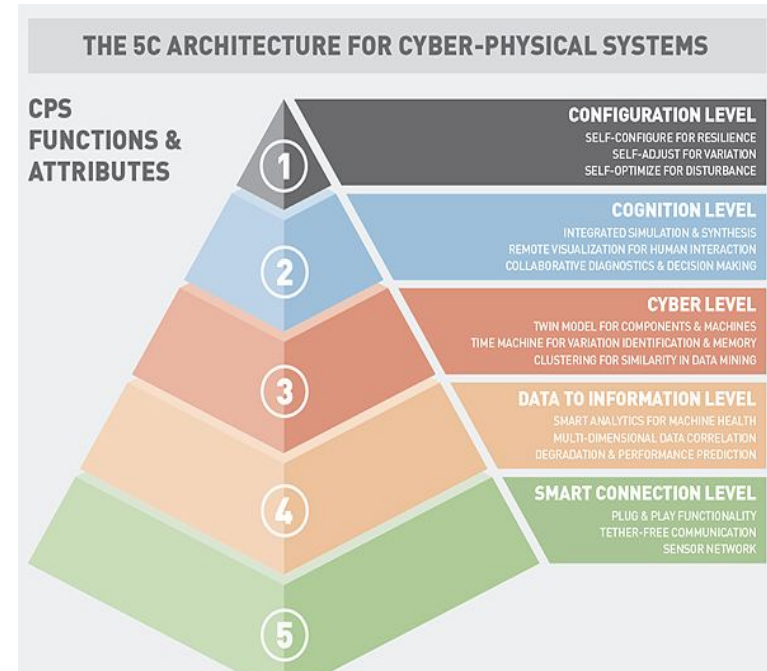 THE 5C ARCHITECTURE FOR CYBER-PHYSICAL SYSTEMS
CPS
FUNCTIONS &
ATTRIBUTES
1
CONFIGURATION LEVEL
SELF-CONFIGURE FOR RESILIENCE
SELF-ADJUST FOR VARIATION
SELF-OPTIMIZE FOR DISTURBANCE
2
COGNITION LEVEL
INTEGRATED SIMULATION & SYNTHESIS
REMOTE VISUALIZATION FOR HUMAN INTERACTION
COLLABORATIVE DIAGNOSTICS & DECISION MAKING
3
CYBER LEVEL
TWIN MODEL FOR COMPONENTS & MACHINES
TIME MACHINE FOR VARIATION IDENTIFICATION & MEMORY
CLUSTERING FOR SIMILARITY IN DATA MINING
4
DATA TO INFORMATION LEVEL
SMART ANALYTICS FOR MACHINE HEALTH
MULTI-DIMENSIONAL DATA CORRELATION
DEGRADATION & PERFORMANCE PREDICTION
5
SMART CONNECTION LEVEL
PLUG & PLAY FUNCTIONALITY
TETHER-FREE COMMUNICATION
SENSOR NETWORK